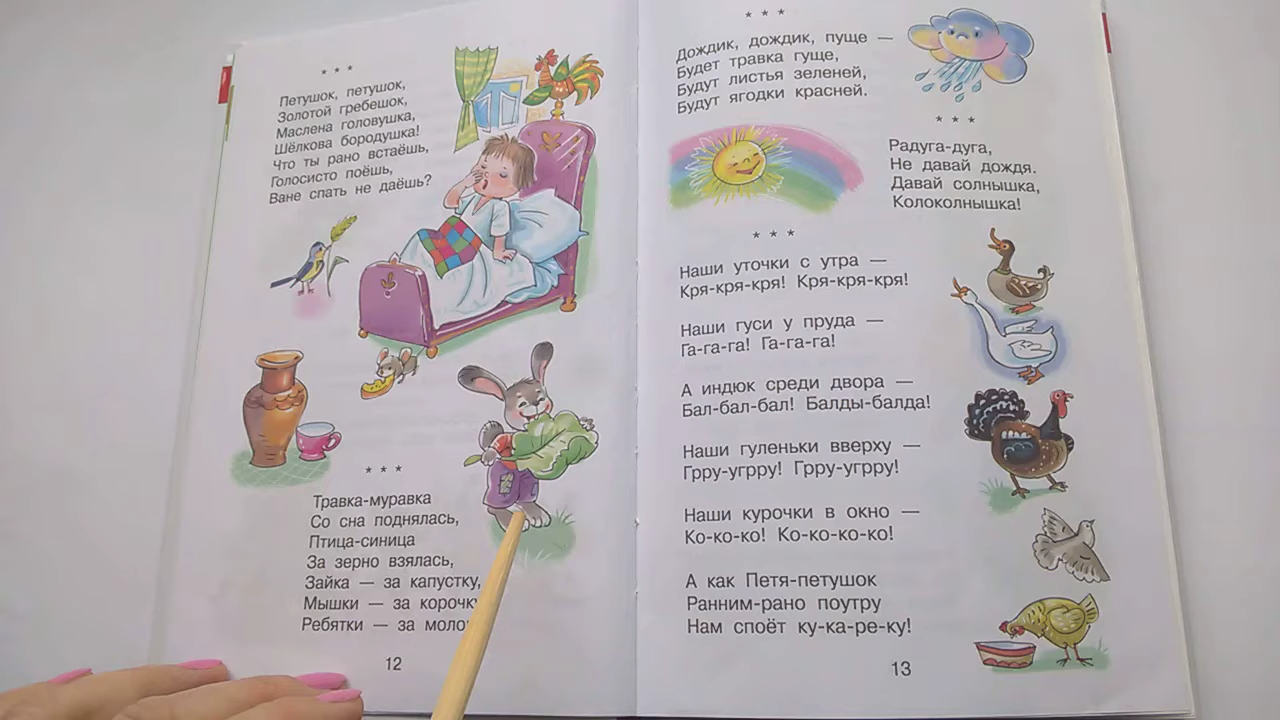 * * *
Петушок, петушок,
Золотой гребешок,
Маслена головушка,
Шёлкова бородушка!
Что ты рано встаёшь,
Голосисто поёшь,
Ване спать не даёшь?
* * *
Травка-муравка
Со сна поднялась,
Птица-синица
За зерно взялась,
Зайка — за капустку,
Мышки — за корочку
Ребятки — за
12
* * *
Дождик, дождик, пуще —
Будет травка гуще,
Будут листья зеленей,
Будут ягодки красней.
* * *
Радуга-дуга,
Не давай дождя.
Давай солнышка,
Колоколнышка!
* * *
Наши уточки с утра —
Кря-кря-кря! Кря-кря-кря!
Наши гуси у пруда —
Га-га-га! Га-га-га!
А индюк среди двора —
Бал-бал-бал! Балды-балда!
Наши гуленьки вверху —
Грру-угрру! Грру-угрру!
Наши курочки в окно —
Ко-ко-ко! Ко-ко-ко-ко!
А как Петя-петушок
Ранним-рано поутру
Нам споёт ку-ка-ре-ку!
13